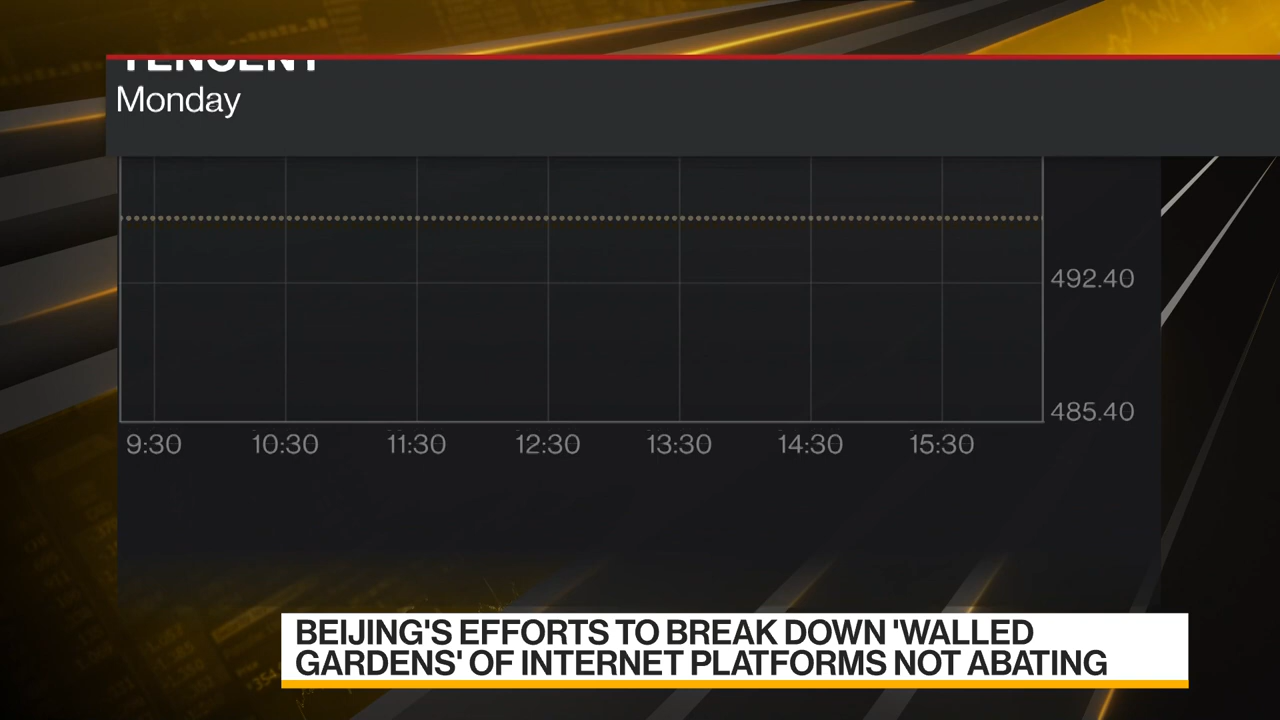 TENCENT
Monday
492.40
485.40
9:30 10:30 11:30 12:30 13:30 14:30 15:30
BEIJING'S EFFORTS TO BREAK DOWN 'WALLED
GARDENS' OF INTERNET PLATFORMS NOT ABATING